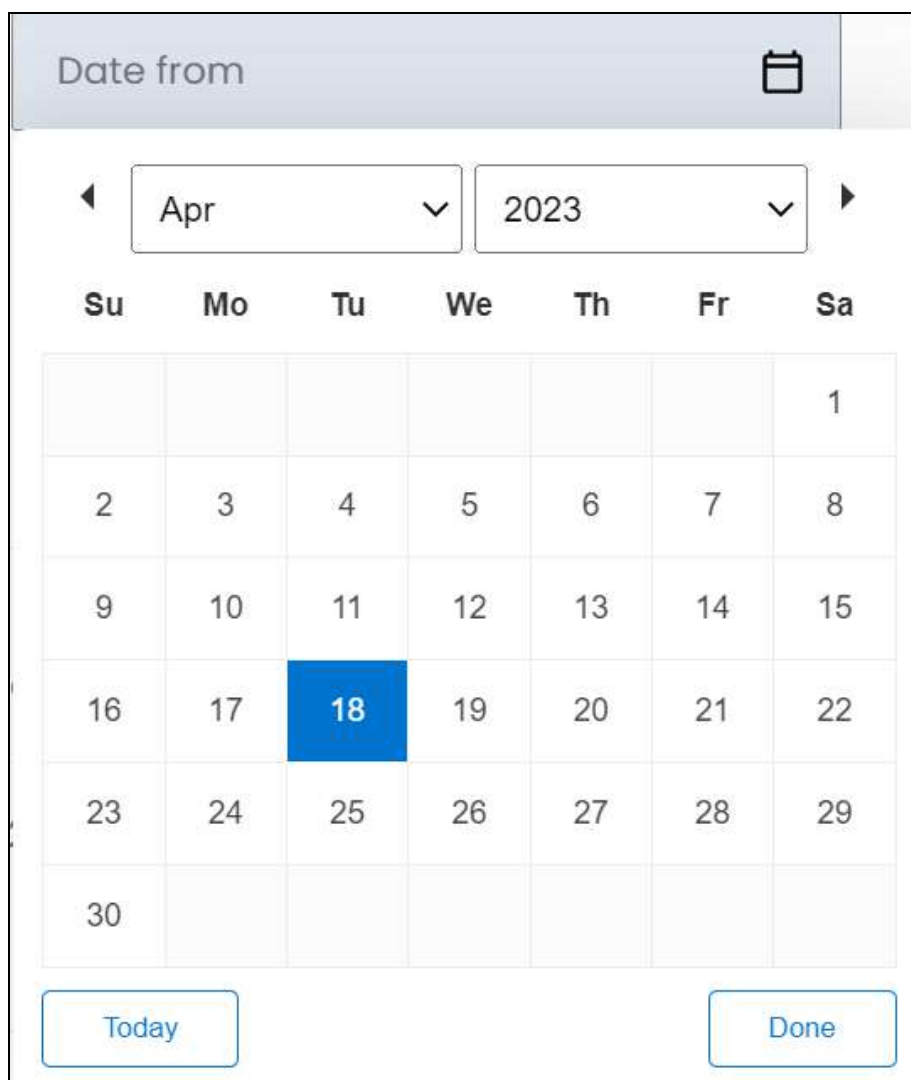 Date from
Apr 2023
Su Mo Tu We Th Fr Sa
1
2 3 4 5 6 7 8
9 10 11 12 13 14 15
16 17 18 19 20 21 22
23 24 25 26 27 28 29
30
Today Done